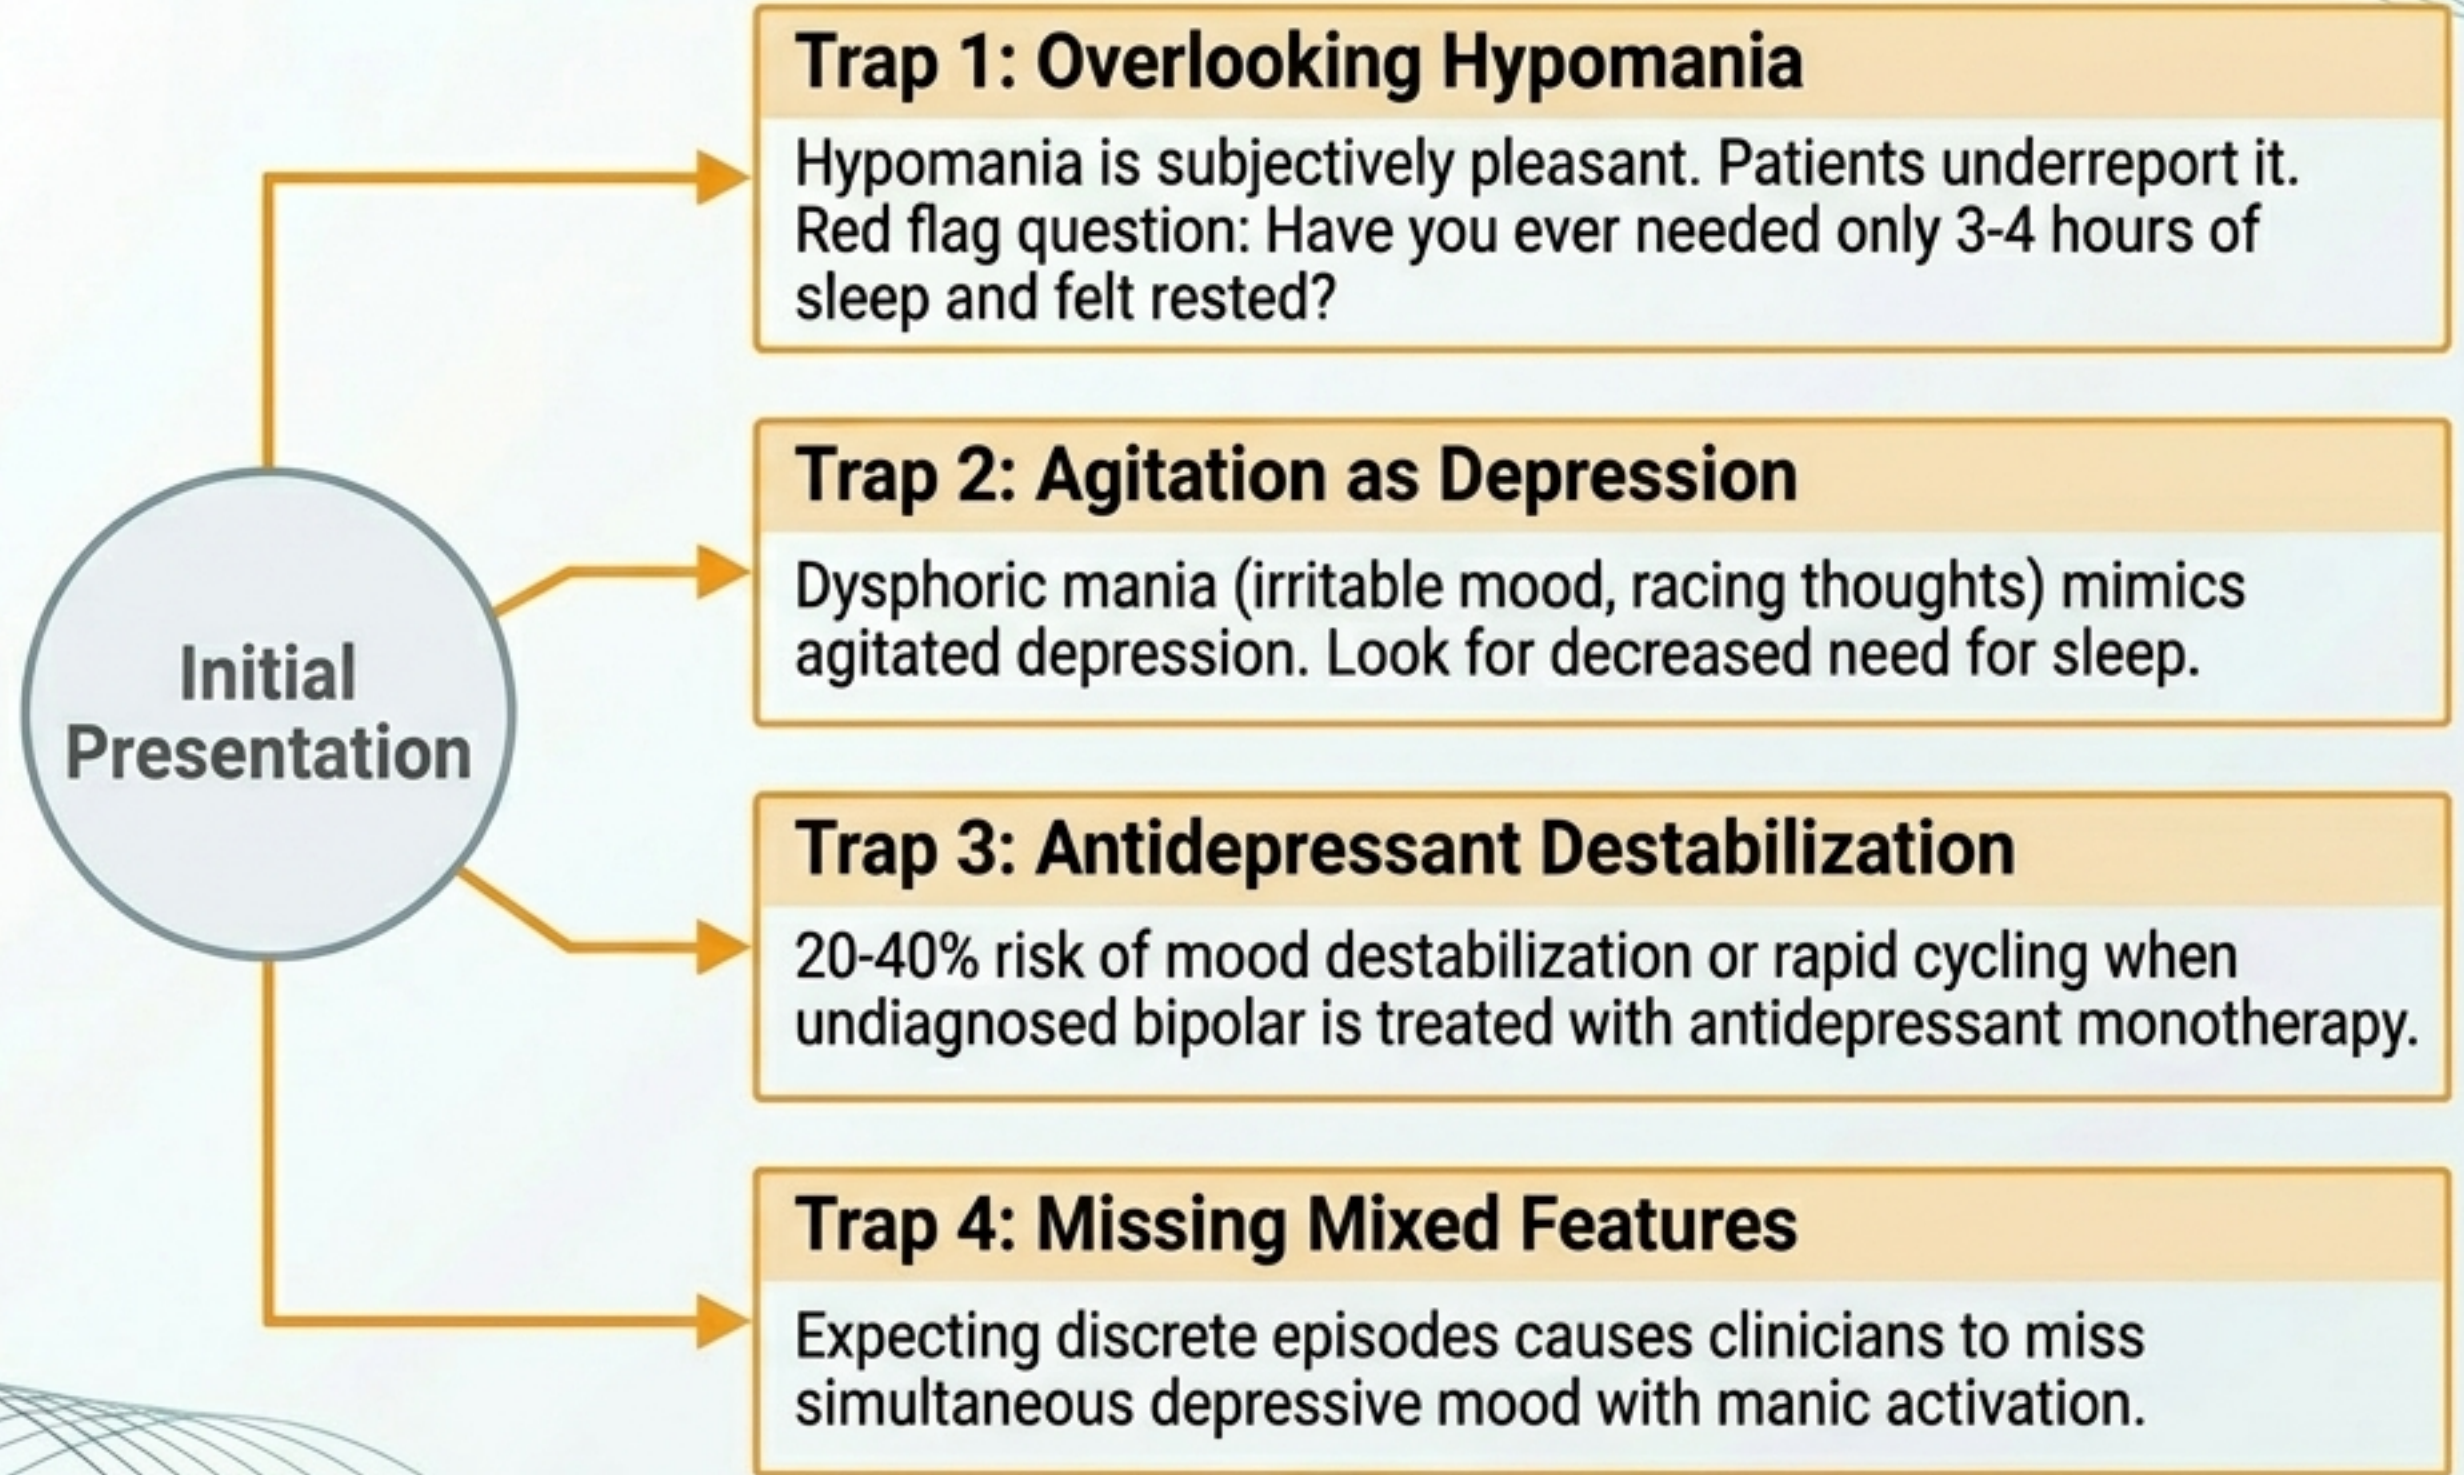 Trap 1: Overlooking Hypomania
Hypomania is subjectively pleasant. Patients underreport it.
Red flag question: Have you ever needed only 3-4 hours of
sleep and felt rested?
Trap 2: Agitation as Depression
Dysphoric mania (irritable mood, racing thoughts) mimics
agitated depression. Look for decreased need for sleep.
Initial
Presentation
Trap 3: Antidepressant Destabilization
20-40% risk of mood destabilization or rapid cycling when
undiagnosed bipolar is treated with antidepressant monotherapy.
Trap 4: Missing Mixed Features
Expecting discrete episodes causes clinicians to miss
simultaneous depressive mood with manic activation.